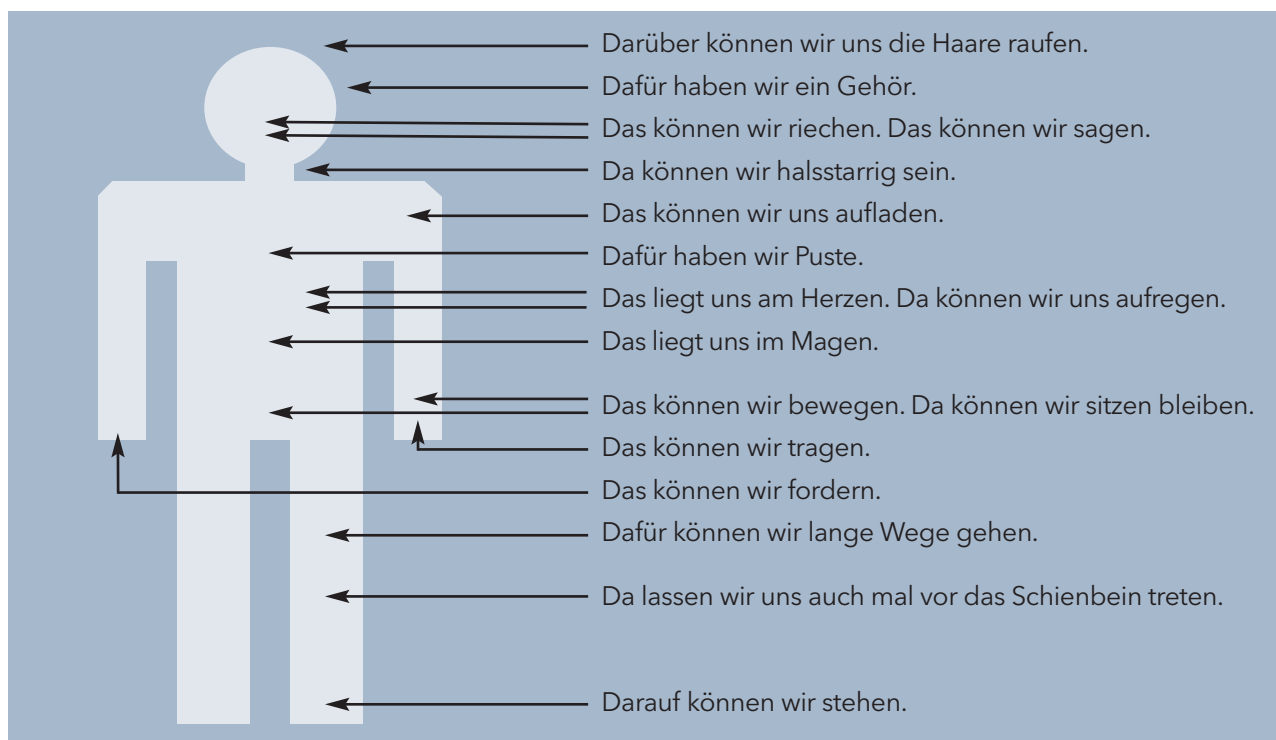 Darüber können wir uns die Haare raufen.
Dafür haben wir ein Gehör.
Das können wir riechen. Das können wir sagen.
Da können wir halsstarrig sein.
Das können wir uns aufladen.
Dafür haben wir Puste.
Das liegt uns am Herzen. Da können wir uns aufregen.
Das liegt uns im Magen.
Das können wir bewegen. Da können wir sitzen bleiben.
Das können wir tragen.
Das können wir fordern.
Dafür können wir lange Wege gehen.
Da lassen wir uns auch mal vor das Schienbein treten.
Darauf können wir stehen.